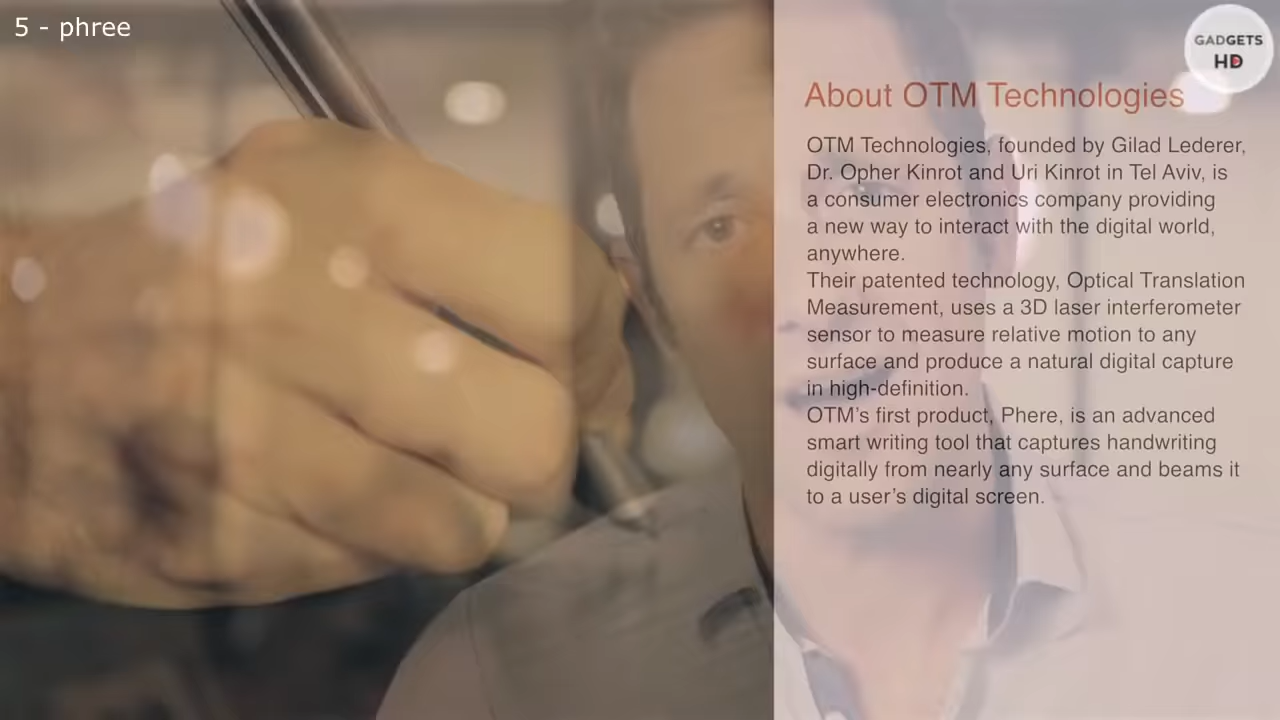 5 - phree
GADGETS
HD
About OTM Technologies
OTM Technologies, founded by Gilad Lederer,
Dr. Opher Kinrot and Uri Kinrot in Tel Aviv, is
a consumer electronics company providing
a new way to interact with the digital world,
anywhere.
Their patented technology, Optical Translation
Measurement, uses a 3D laser interferometer
sensor to measure relative motion to any
surface and produce a natural digital capture
in high-definition.
OTM's first product, Phere, is an advanced
smart writing tool that captures handwriting
digitally from nearly any surface and beams it
to a user's digital screen.